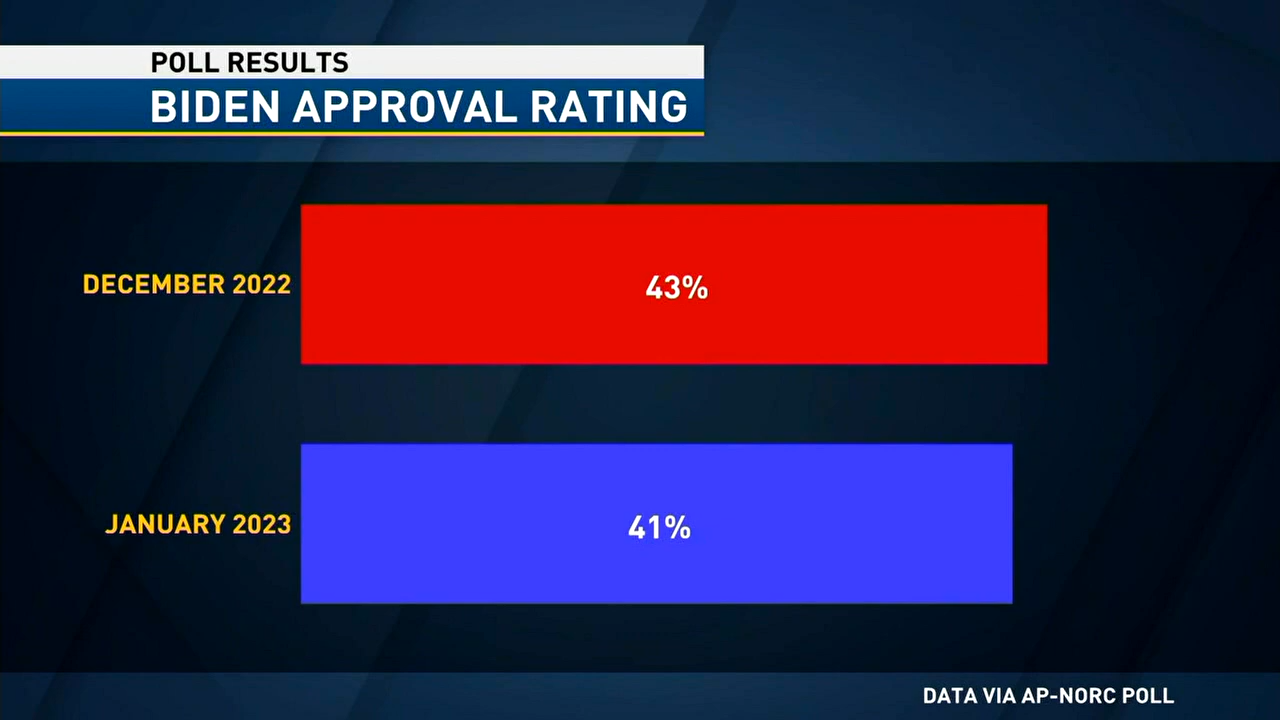 POLL RESULTS
BIDEN APPROVAL RATING
DECEMBER 2022
43%
JANUARY 2023
41%
DATA VIA AP-NORC POLL